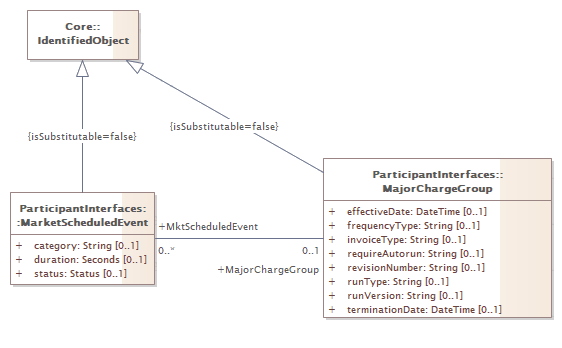 Core::
IdentifiedObject
{isSubstitutable=false}
{isSubstitutable=false}
ParticipantInterfaces::
MajorChargeGroup
+ effectiveDate: DateTime [0..1]
+ frequencyType: String [0..1]
+ invoiceType: String [0..1]
+ requireAutorun: String [0..1]
+ revisionNumber: String [0..1]
+ runType: String [0..1]
+ runVersion: String [0..1]
+ terminationDate: DateTime [0..1]
ParticipantInterfaces:
:MarketScheduledEvent
+ category: String [0..1]
+ duration: Seconds [0..1]
+ status: Status [0..1]
+MktScheduledEvent
0..* 0..1
+MajorChargeGroup